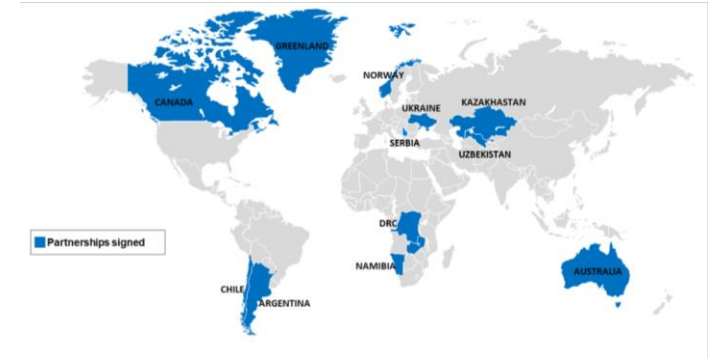 GREENLAND
NORWAY
CANADA
UKRAINE
KAZAKHSTAN
SERBIA
UZBEKISTAN
DRC
Partnerships signed
NAMIBIA
AUSTRALIA
CHILE
ARGENTINA